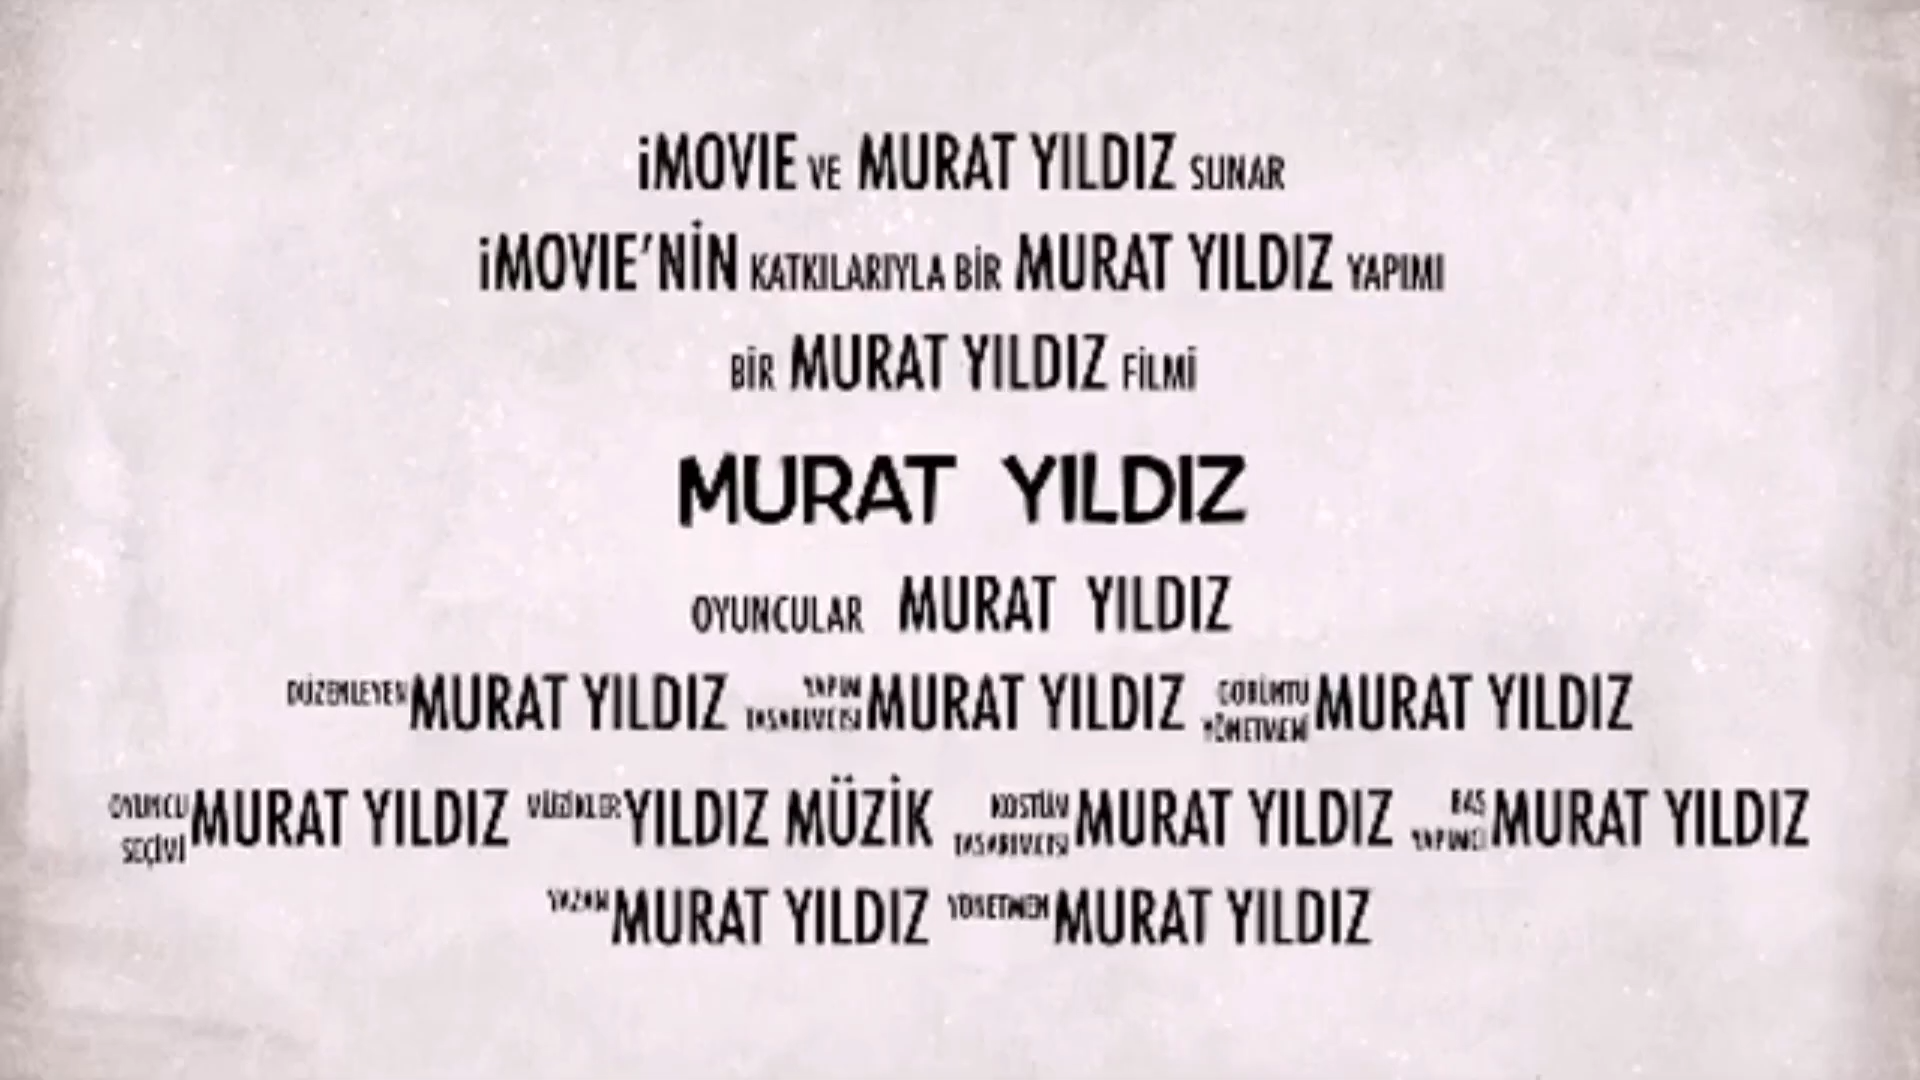 iMOVIE VE MURAT YILDIZ SUNAR
iMOVIE'NİN KATKILARIYLA BİR MURAT YILDIZ YAPIMI
BİR MURAT YILDIZ FİLMİ
MURAT YILDIZ
OYUNCULAR MURAT YILDIZ
DÜZENLEYEN MURAT YILDIZ YAPIM TASARIMCISI MURAT YILDIZ GÖRÜNTÜ YÖNETMENİ MURAT YILDIZ
OYUNCU SEÇİMİ MURAT YILDIZ MÜZİKLER YILDIZ MÜZİK KOSTÜM TASARIMCISI MURAT YILDIZ BAŞ YAPIMCI MURAT YILDIZ
YAZAN MURAT YILDIZ YÖNETMEN MURAT YILDIZ